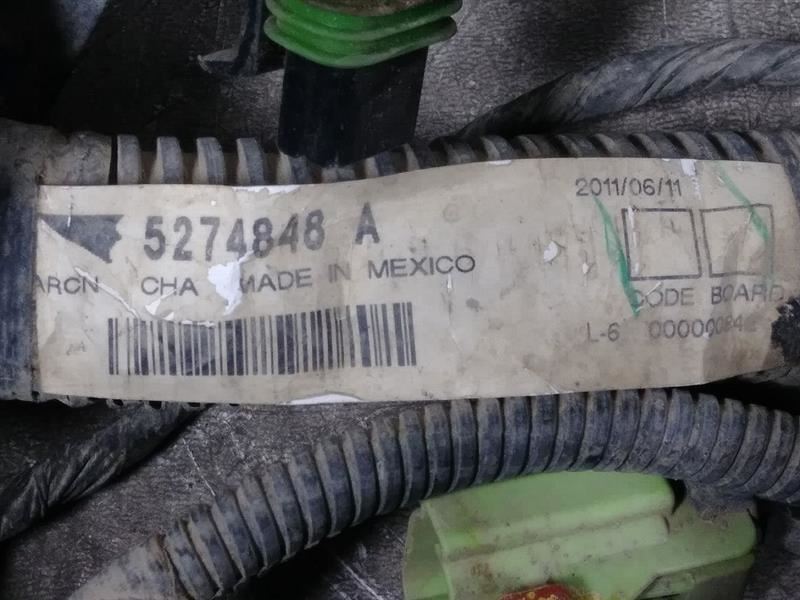 5274848 A
2011/06/11
ARCN CHA MADE IN MEXICO
CODE BOARD
L-6